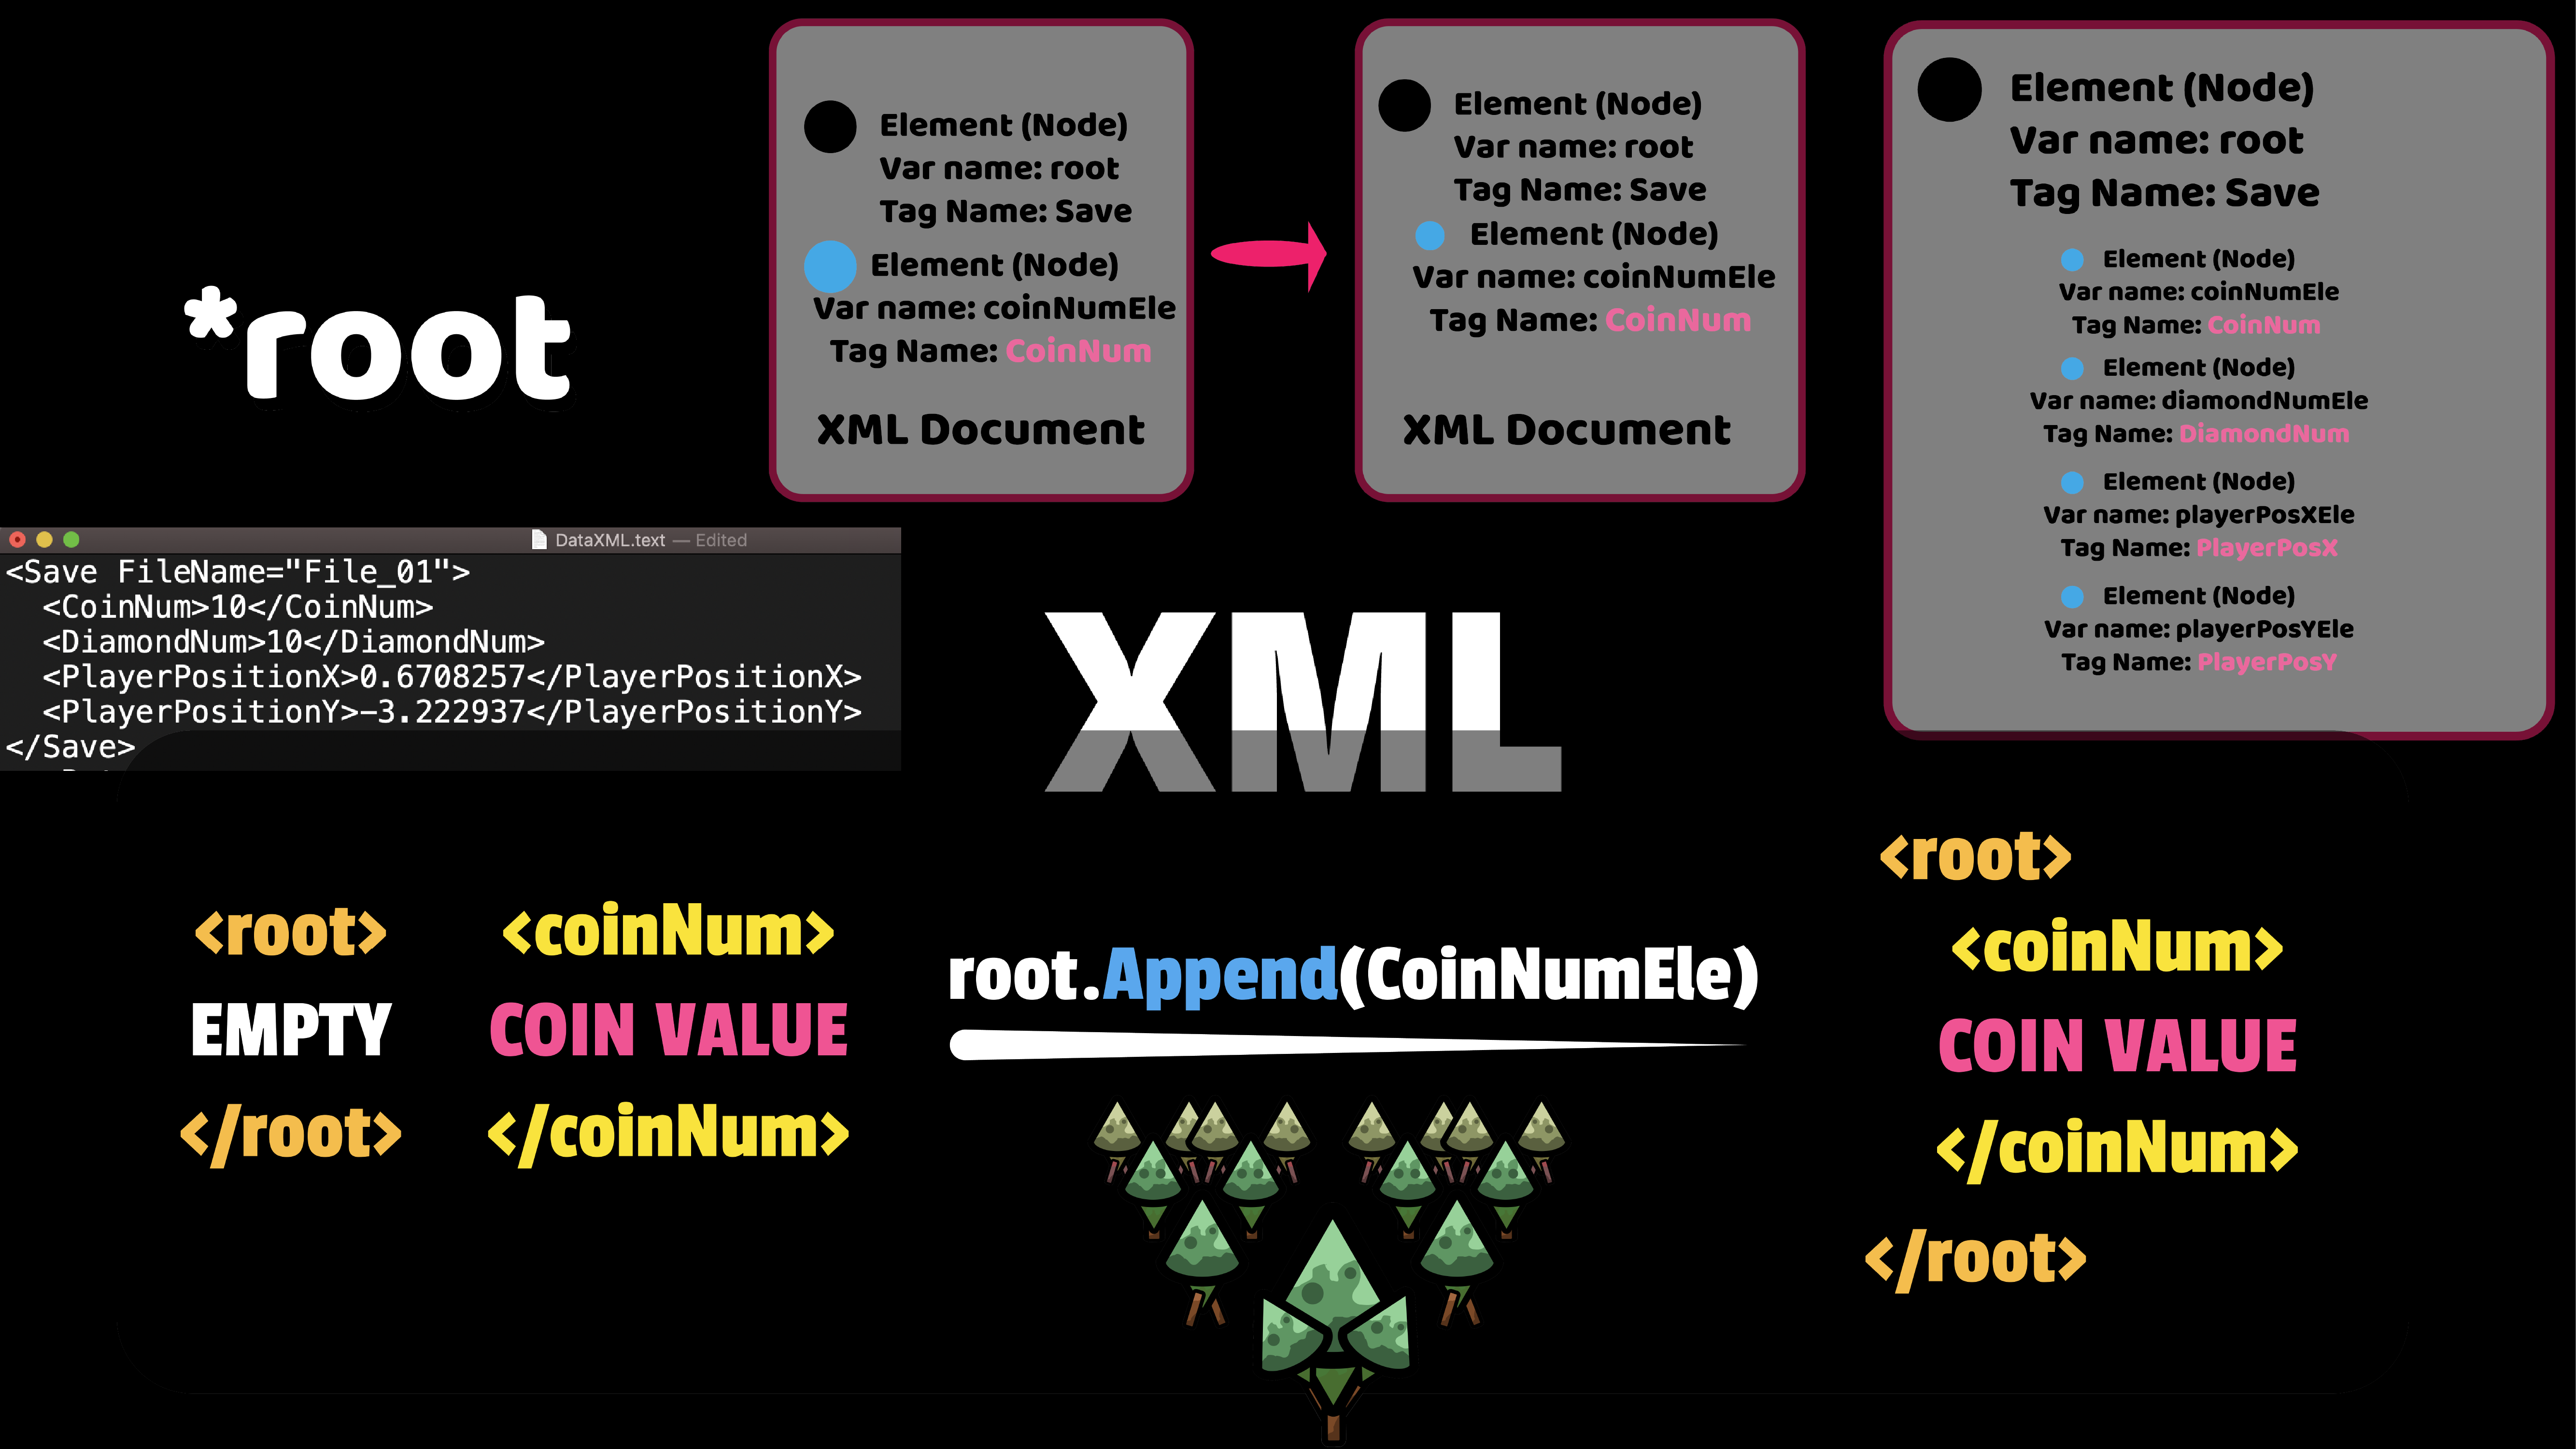 *root
Element (Node)
Var name: root
Tag Name: Save
Element (Node)
Var name: coinNumEle
Tag Name: CoinNum
XML Document
Element (Node)
Var name: root
Tag Name: Save
Element (Node)
Var name: coinNumEle
Tag Name: CoinNum
XML Document
Element (Node)
Var name: root
Tag Name: Save
Element (Node)
Var name: coinNumEle
Tag Name: CoinNum
Element (Node)
Var name: diamondNumEle
Tag Name: DiamondNum
Element (Node)
Var name: playerPosXEle
Tag Name: PlayerPosX
Element (Node)
Var name: playerPosYEle
Tag Name: PlayerPosY
DataXML.text — Edited
<Save FileName="File_01">
<CoinNum>10</CoinNum>
<DiamondNum>10</DiamondNum>
<PlayerPositionX>0.6708257</PlayerPositionX>
<PlayerPositionY>-3.222937</PlayerPositionY>
</Save>
XML
<root>
EMPTY
</root>
<coinNum>
COIN VALUE
</coinNum>
root.Append(CoinNumEle)
<root>
<coinNum>
COIN VALUE
</coinNum>
</root>